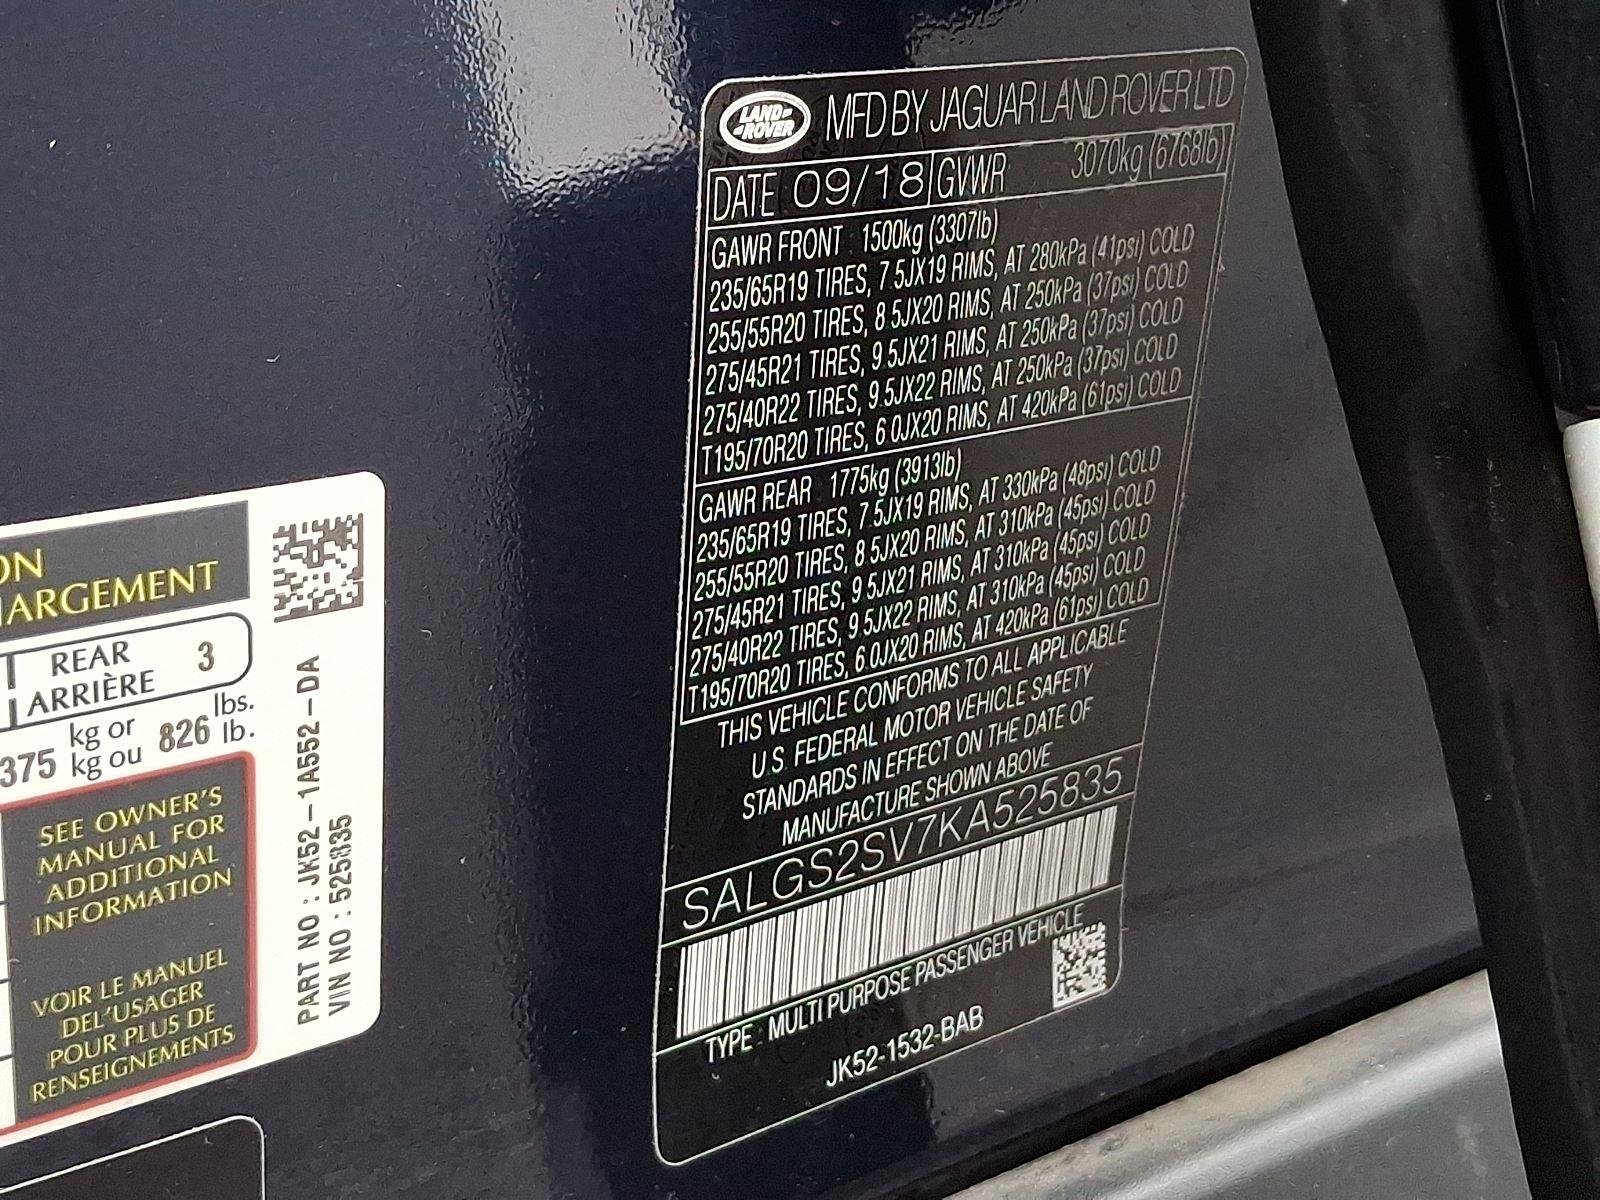 LAND ROVER
MFD BY JAGUAR LAND ROVER LTD
DATE 09/18 GVWR 3070kg (6768lb)
GAWR FRONT : 1500kg (3307lb)
235/65R19 TIRES, 7.5JX19 RIMS, AT 280kPa (41psi) COLD
255/55R20 TIRES, 8.5JX20 RIMS, AT 250kPa (37psi) COLD
275/45R21 TIRES, 9.5JX21 RIMS, AT 250kPa (37psi) COLD
275/40R22 TIRES, 9.5JX22 RIMS, AT 250kPa (37psi) COLD
T195/70R20 TIRES, 6.0JX20 RIMS, AT 420kPa (61psi) COLD
GAWR REAR : 1775kg (3913lb)
235/65R19 TIRES, 7.5JX19 RIMS, AT 330kPa (48psi) COLD
255/55R20 TIRES, 8.5JX20 RIMS, AT 310kPa (45psi) COLD
275/45R21 TIRES, 9.5JX21 RIMS, AT 310kPa (45psi) COLD
275/40R22 TIRES, 9.5JX22 RIMS, AT 310kPa (45psi) COLD
T195/70R20 TIRES, 6.0JX20 RIMS, AT 420kPa (61psi) COLD
THIS VEHICLE CONFORMS TO ALL APPLICABLE
U.S. FEDERAL MOTOR VEHICLE SAFETY
STANDARDS IN EFFECT ON THE DATE OF
MANUFACTURE SHOWN ABOVE
SALGS2SV7KA525835
TYPE : MULTI PURPOSE PASSENGER VEHICLE
JK52-1532-BAB
ON
ARGEMENT
REAR 3
ARRIÈRE
375 kg or 826 lbs.
kg ou lb.
SEE OWNER'S
MANUAL FOR
ADDITIONAL
INFORMATION
VOIR LE MANUEL
DEL'USAGER
POUR PLUS DE
RENSEIGNEMENTS
PART NO : JK52-1A552-DA
VIN NO : 525835